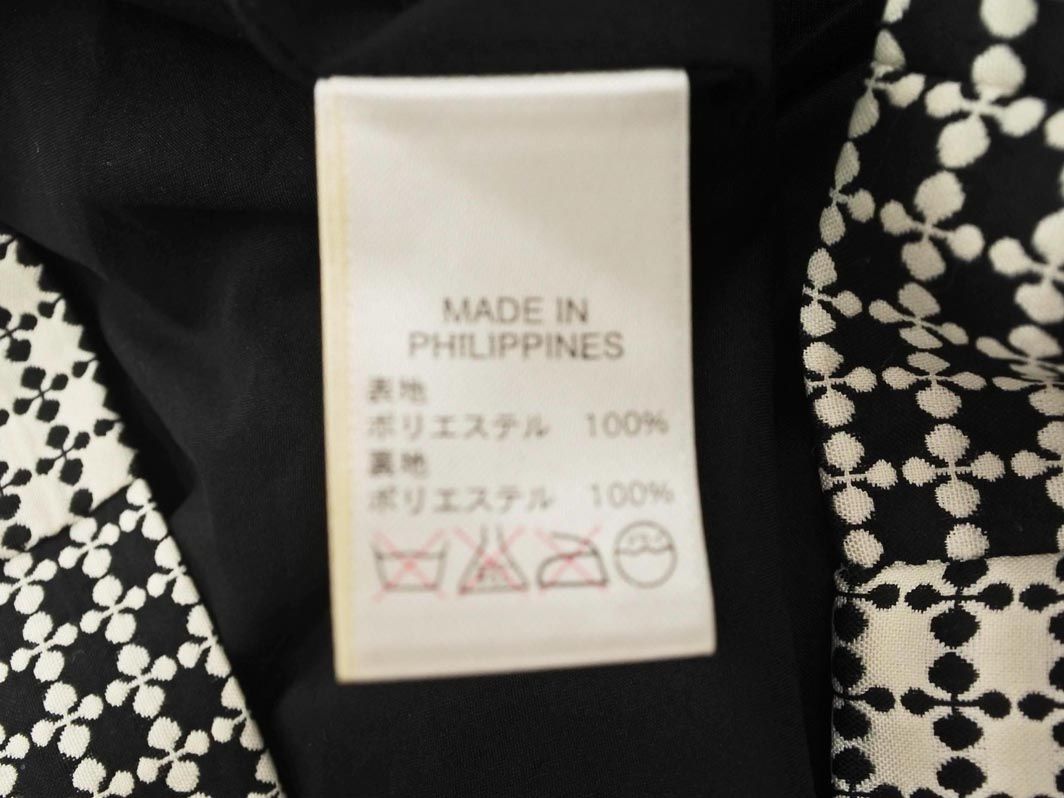 MADE IN
PHILIPPINES
表地
ポリエステル 100%
裏地
ポリエステル 100%